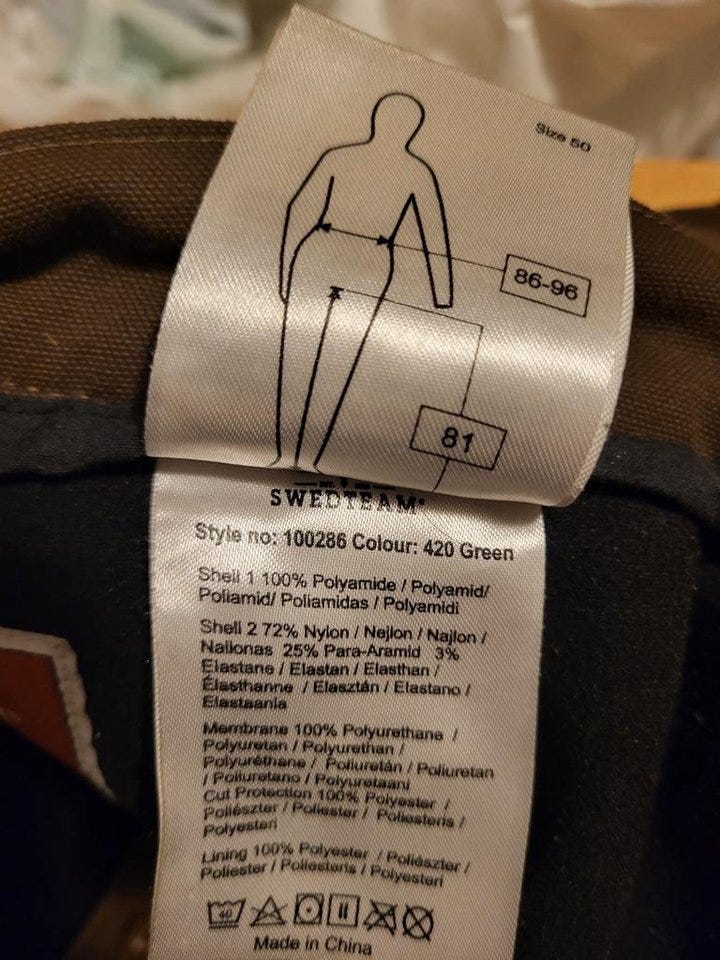 Size 50
86-96
81
SWEDTEAM®
Style no: 100286 Colour: 420 Green
Shell 1 100% Polyamide / Polyamid/
Poliamid/ Poliamidas / Polyamidi
Shell 2 72% Nylon / Nejlon / Najlon /
Nailonas 25% Para-Aramid 3%
Elastane / Elastan / Elasthan /
Élasthanne / Elasztán / Elastano /
Elastaania
Membrane 100% Polyurethane /
Polyuretan / Polyurethan /
Polyuréthane / Poliuretán / Poliuretan
/ Poliuretano / Polyuretaani
Cut Protection 100% Polyester /
Poliészter / Poliester / Poliesteris /
Polyesteri
Lining 100% Polyester / Poliészter /
Poliester / Poliesteris / Polyesteri
40
Made in China